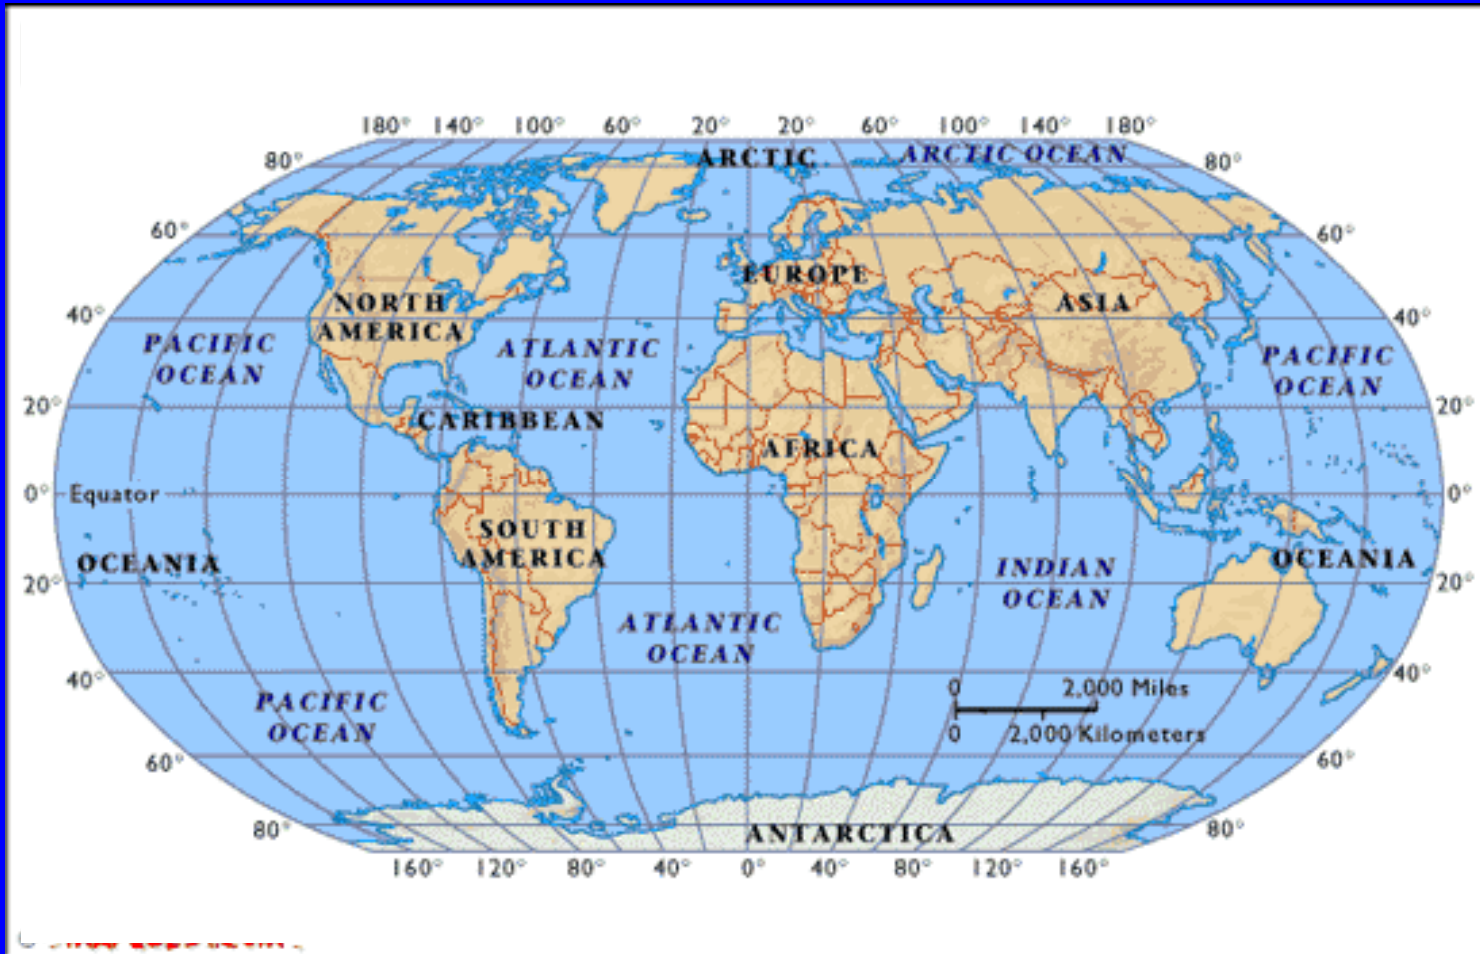 180° 140° 100° 60° 20° 20° 60° 100° 140° 180°
80° ARCTIC ARCTIC OCEAN 80°
60° 60°
EUROPE
NORTH
AMERICA
ASIA
40° 40°
PACIFIC
OCEAN
ATLANTIC
OCEAN
PACIFIC
OCEAN
20° CARIBBEAN 20°
AFRICA
0° Equator 0°
SOUTH
AMERICA
OCEANIA OCEANIA
INDIAN
OCEAN
20° 20°
ATLANTIC
OCEAN
40° 40°
PACIFIC
OCEAN
0 2,000 Miles
0 2,000 Kilometers
60° 60°
80° ANTARCTICA 80°
160° 120° 80° 40° 0° 40° 80° 120° 160°